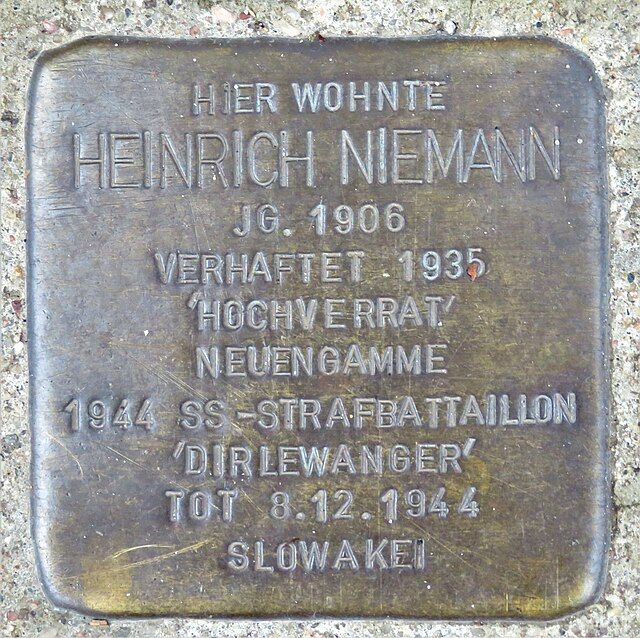 HIER WOHNTE
HEINRICH NIEMANN
JG. 1906
VERHAFTET 1935
'HOCHVERRAT'
NEUENGAMME
1944 SS-STRAFBATTAILLON
'DIRLEWANGER'
TOT 8.12.1944
SLOWAKEI